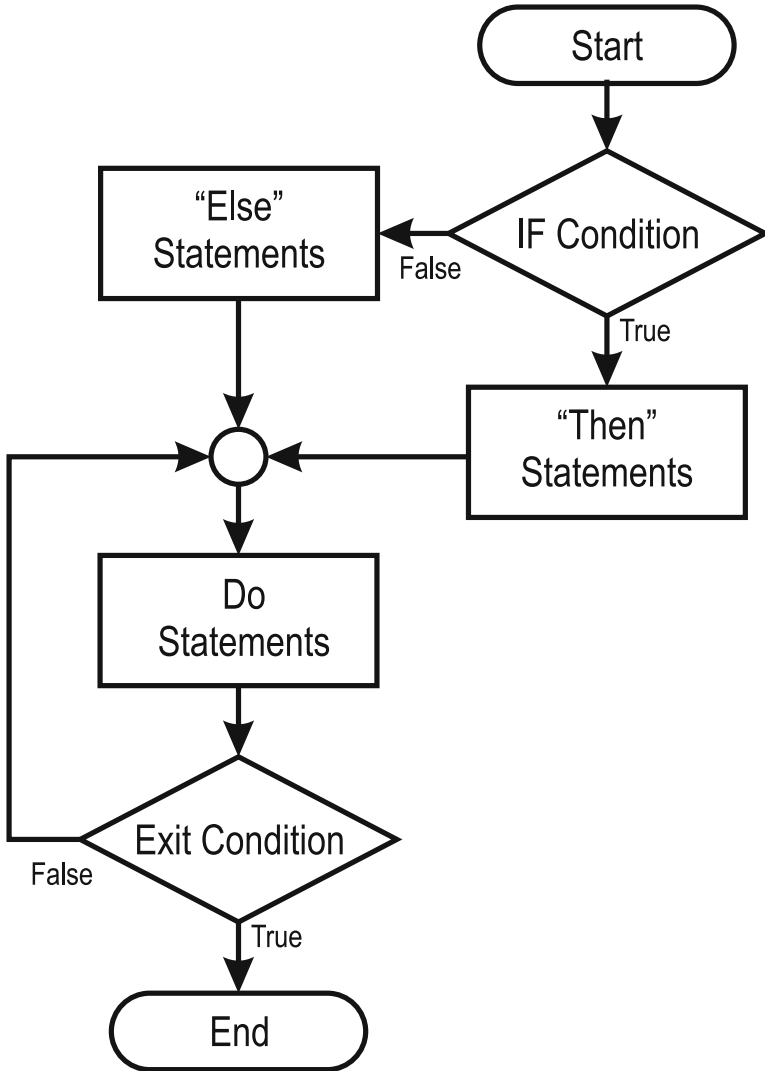 Start
IF Condition
“Else”
Statements
False
True
“Then”
Statements
Do
Statements
Exit Condition
False
True
End